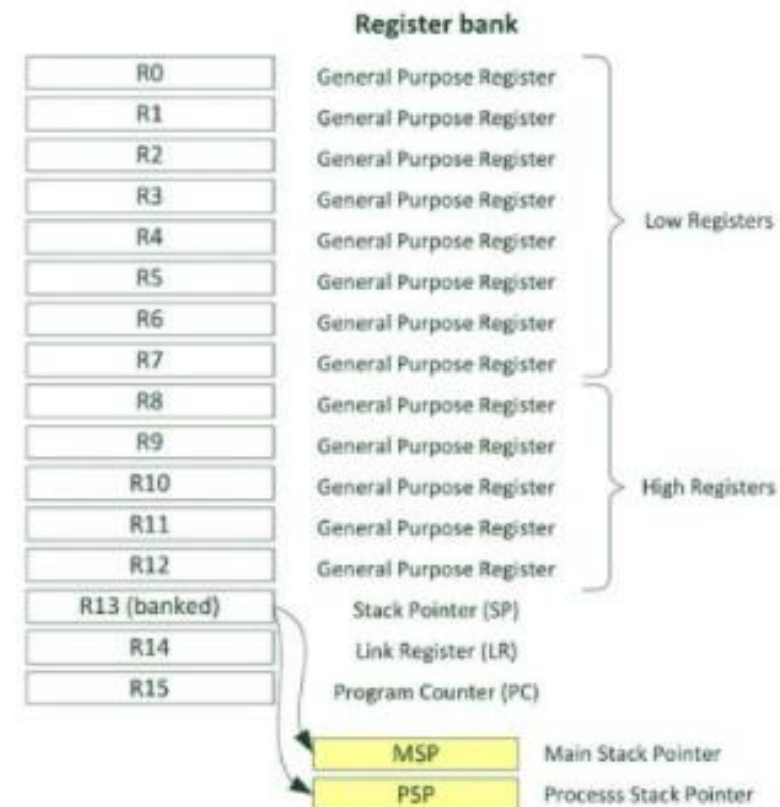 Register bank
R0 General Purpose Register
R1 General Purpose Register
R2 General Purpose Register
R3 General Purpose Register
Low Registers
R4 General Purpose Register
R5 General Purpose Register
R6 General Purpose Register
R7 General Purpose Register
R8 General Purpose Register
R9 General Purpose Register
R10 General Purpose Register
High Registers
R11 General Purpose Register
R12 General Purpose Register
R13 (banked) Stack Pointer (SP)
R14 Link Register (LR)
R15 Program Counter (PC)
MSP Main Stack Pointer
PSP Processs Stack Pointer